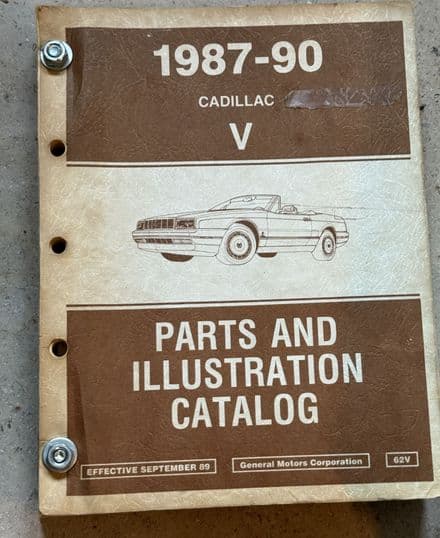 1987-90
CADILLAC
V
PARTS AND
ILLUSTRATION
CATALOG
EFFECTIVE SEPTEMBER 89 General Motors Corporation 62V